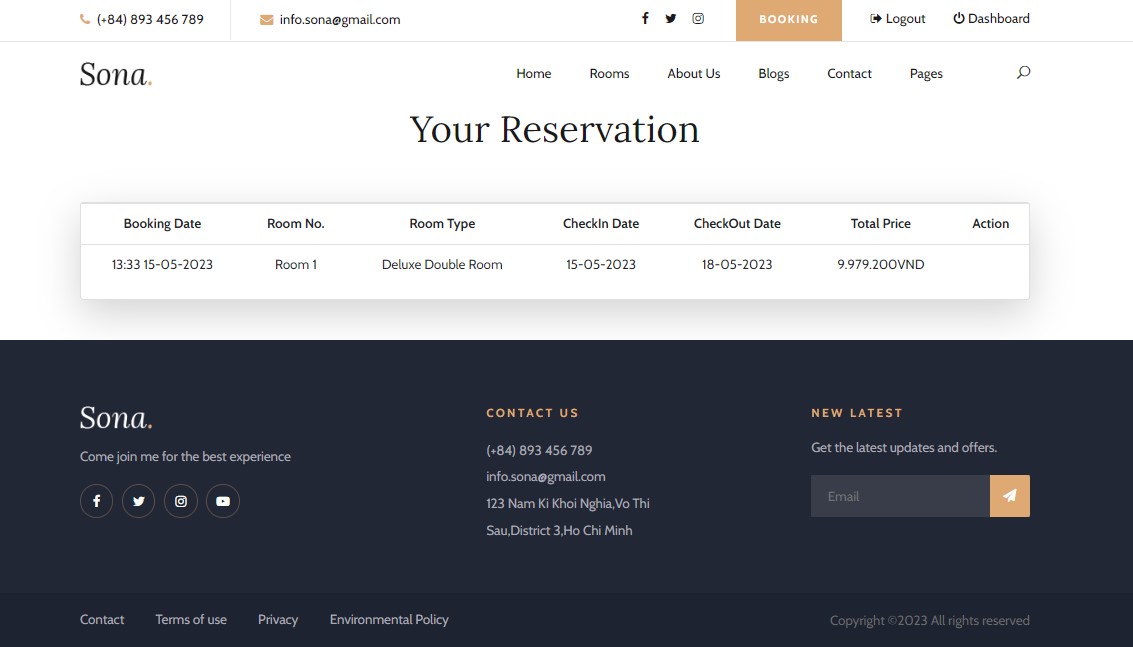 (+84) 893 456 789 info.sona@gmail.com BOOKING Logout Dashboard
Sona. Home Rooms About Us Blogs Contact Pages
Your Reservation
Booking Date Room No. Room Type CheckIn Date CheckOut Date Total Price Action
13:33 15-05-2023 Room 1 Deluxe Double Room 15-05-2023 18-05-2023 9.979.200VND
Sona.
Come join me for the best experience
CONTACT US
(+84) 893 456 789
info.sona@gmail.com
123 Nam Ki Khoi Nghia,Vo Thi
Sau,District 3,Ho Chi Minh
NEW LATEST
Get the latest updates and offers.
Email
Contact Terms of use Privacy Environmental Policy Copyright ©2023 All rights reserved